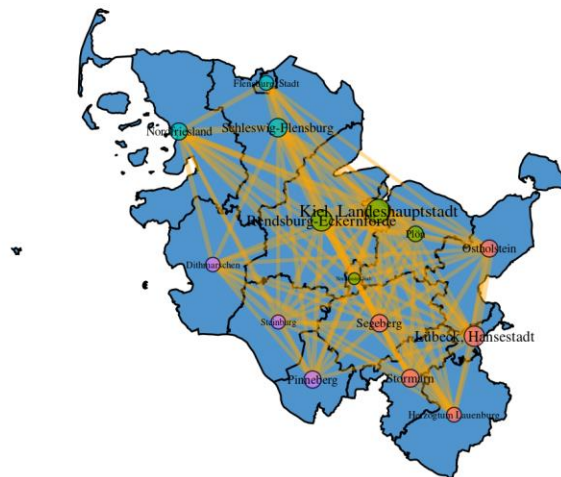 Flensburg, Stadt
Nordfriesland
Schleswig-Flensburg
Kiel, Landeshauptstadt
Rendsburg-Eckernförde
Plön
Ostholstein
Dithmarschen
Steinburg
Segeberg
Lübeck, Hansestadt
Pinneberg
Stormarn
Herzogtum Lauenburg